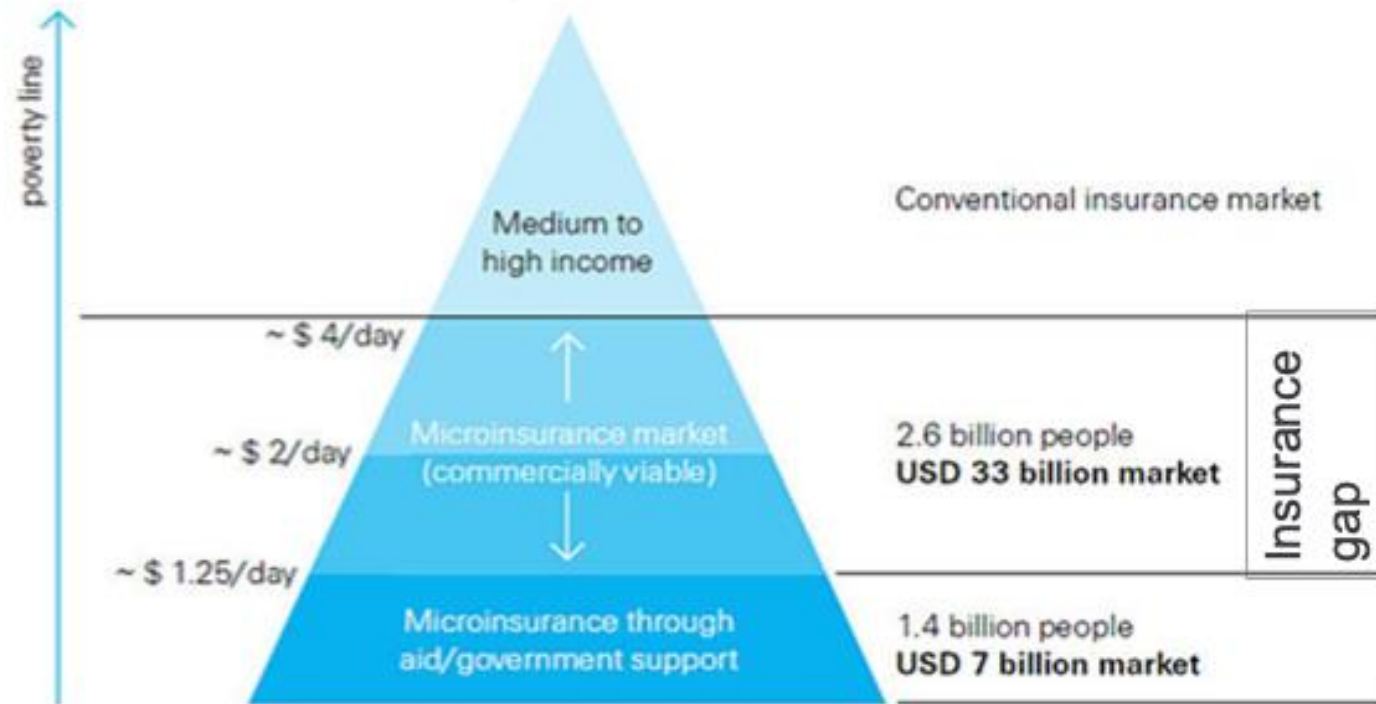 poverty line
Medium to
high income
Conventional insurance market
~ $ 4/day
Microinsurance market
(commercially viable)
~ $ 2/day
2.6 billion people
USD 33 billion market
Insurance
gap
~ $ 1.25/day
Microinsurance through
aid/government support
1.4 billion people
USD 7 billion market